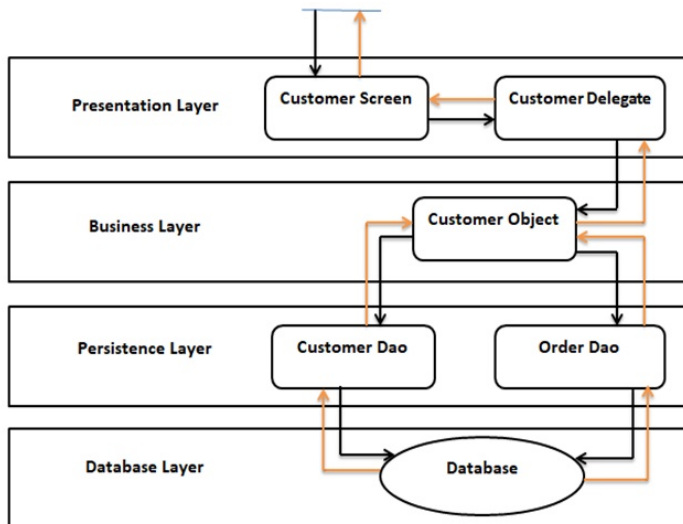 Presentation Layer
Customer Screen
Customer Delegate
Business Layer
Customer Object
Persistence Layer
Customer Dao
Order Dao
Database Layer
Database